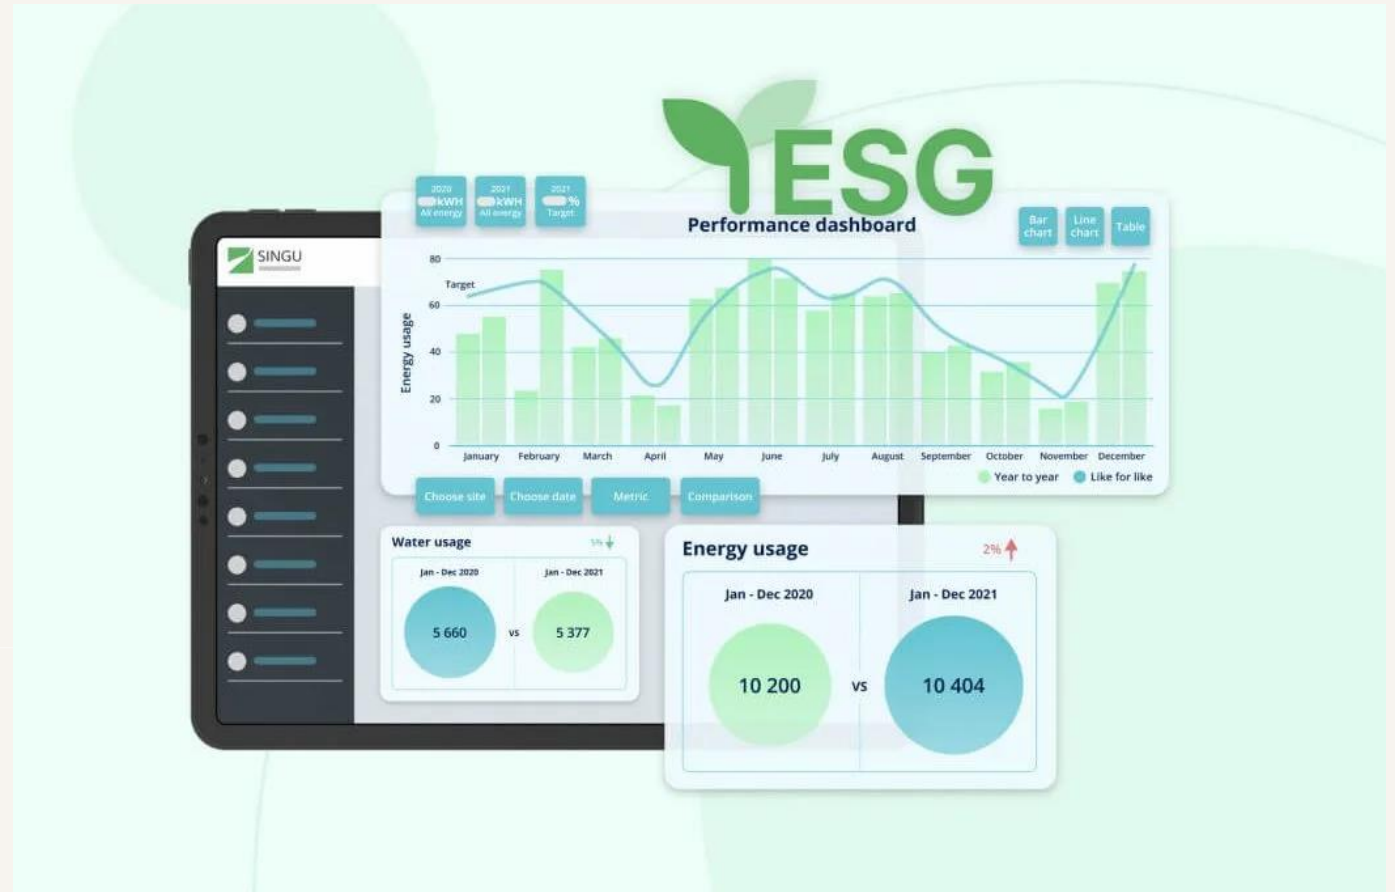 ESG
2020
kWH
All energy
2021
kWH
All energy
2021
%
Target
Performance dashboard
Bar
chart
Line
chart
Table
SINGU
80
60
40
20
0
Target
Energy usage
January February March April May June July August September October November December
Year to year Like for like
Choose site Choose date Metric Comparison
Water usage 5%
Jan - Dec 2020 Jan - Dec 2021
5 660 vs 5 377
Energy usage 2%
Jan - Dec 2020 Jan - Dec 2021
10 200 vs 10 404